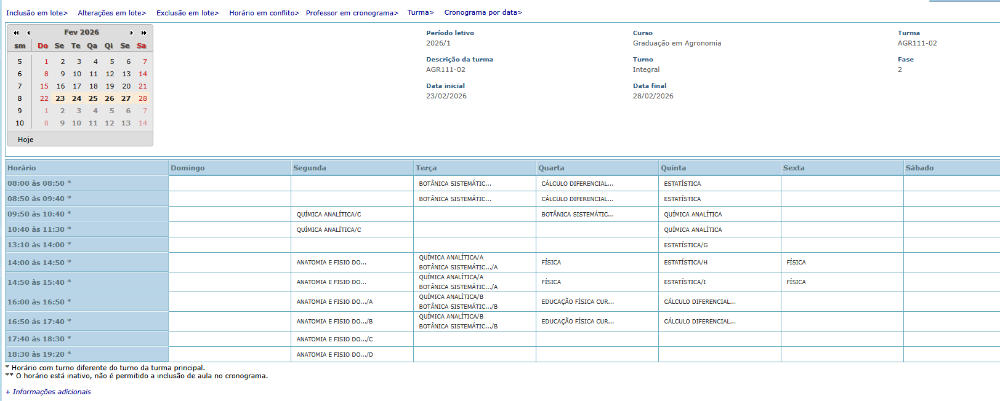 Inclusão em lote> Alterações em lote> Exclusão em lote> Horário em conflito> Professor em cronograma> Turma> Cronograma por data>
Fev 2026
sm Do Se Te Qa Qi Se Sa
5 1 2 3 4 5 6 7
6 8 9 10 11 12 13 14
7 15 16 17 18 19 20 21
8 22 23 24 25 26 27 28
9 1 2 3 4 5 6 7
10 8 9 10 11 12 13 14
Hoje
Período letivo Curso Turma
2026/1 Graduação em Agronomia AGR111-02
Descrição da turma Turno Fase
AGR111-02 Integral 2
Data inicial Data final
23/02/2026 28/02/2026
Horário Domingo Segunda Terça Quarta Quinta Sexta Sábado
08:00 às 08:50 * BOTÂNICA SISTEMÁTIC... CÁLCULO DIFERENCIAL... ESTATÍSTICA
08:50 às 09:40 * BOTÂNICA SISTEMÁTIC... CÁLCULO DIFERENCIAL... ESTATÍSTICA
09:50 às 10:40 * QUÍMICA ANALÍTICA/C BOTÂNICA SISTEMÁTIC... QUÍMICA ANALÍTICA
10:40 às 11:30 * QUÍMICA ANALÍTICA/C QUÍMICA ANALÍTICA
13:10 às 14:00 * ESTATÍSTICA/G
QUÍMICA ANALÍTICA/A
14:00 às 14:50 * ANATOMIA E FISIO DO... FÍSICA ESTATÍSTICA/H FÍSICA
BOTÂNICA SISTEMÁTIC.../A
QUÍMICA ANALÍTICA/A
14:50 às 15:40 * ANATOMIA E FISIO DO... FÍSICA ESTATÍSTICA/I FÍSICA
BOTÂNICA SISTEMÁTIC.../A
QUÍMICA ANALÍTICA/B
16:00 às 16:50 * ANATOMIA E FISIO DO.../A EDUCAÇÃO FÍSICA CUR... CÁLCULO DIFERENCIAL...
BOTÂNICA SISTEMÁTIC.../B
QUÍMICA ANALÍTICA/B
16:50 às 17:40 * ANATOMIA E FISIO DO.../B EDUCAÇÃO FÍSICA CUR... CÁLCULO DIFERENCIAL...
BOTÂNICA SISTEMÁTIC.../B
17:40 às 18:30 * ANATOMIA E FISIO DO.../C
18:30 às 19:20 * ANATOMIA E FISIO DO.../D
* Horário com turno diferente do turno da turma principal.
** O horário está inativo, não é permitido a inclusão de aula no cronograma.
+ Informações adicionais